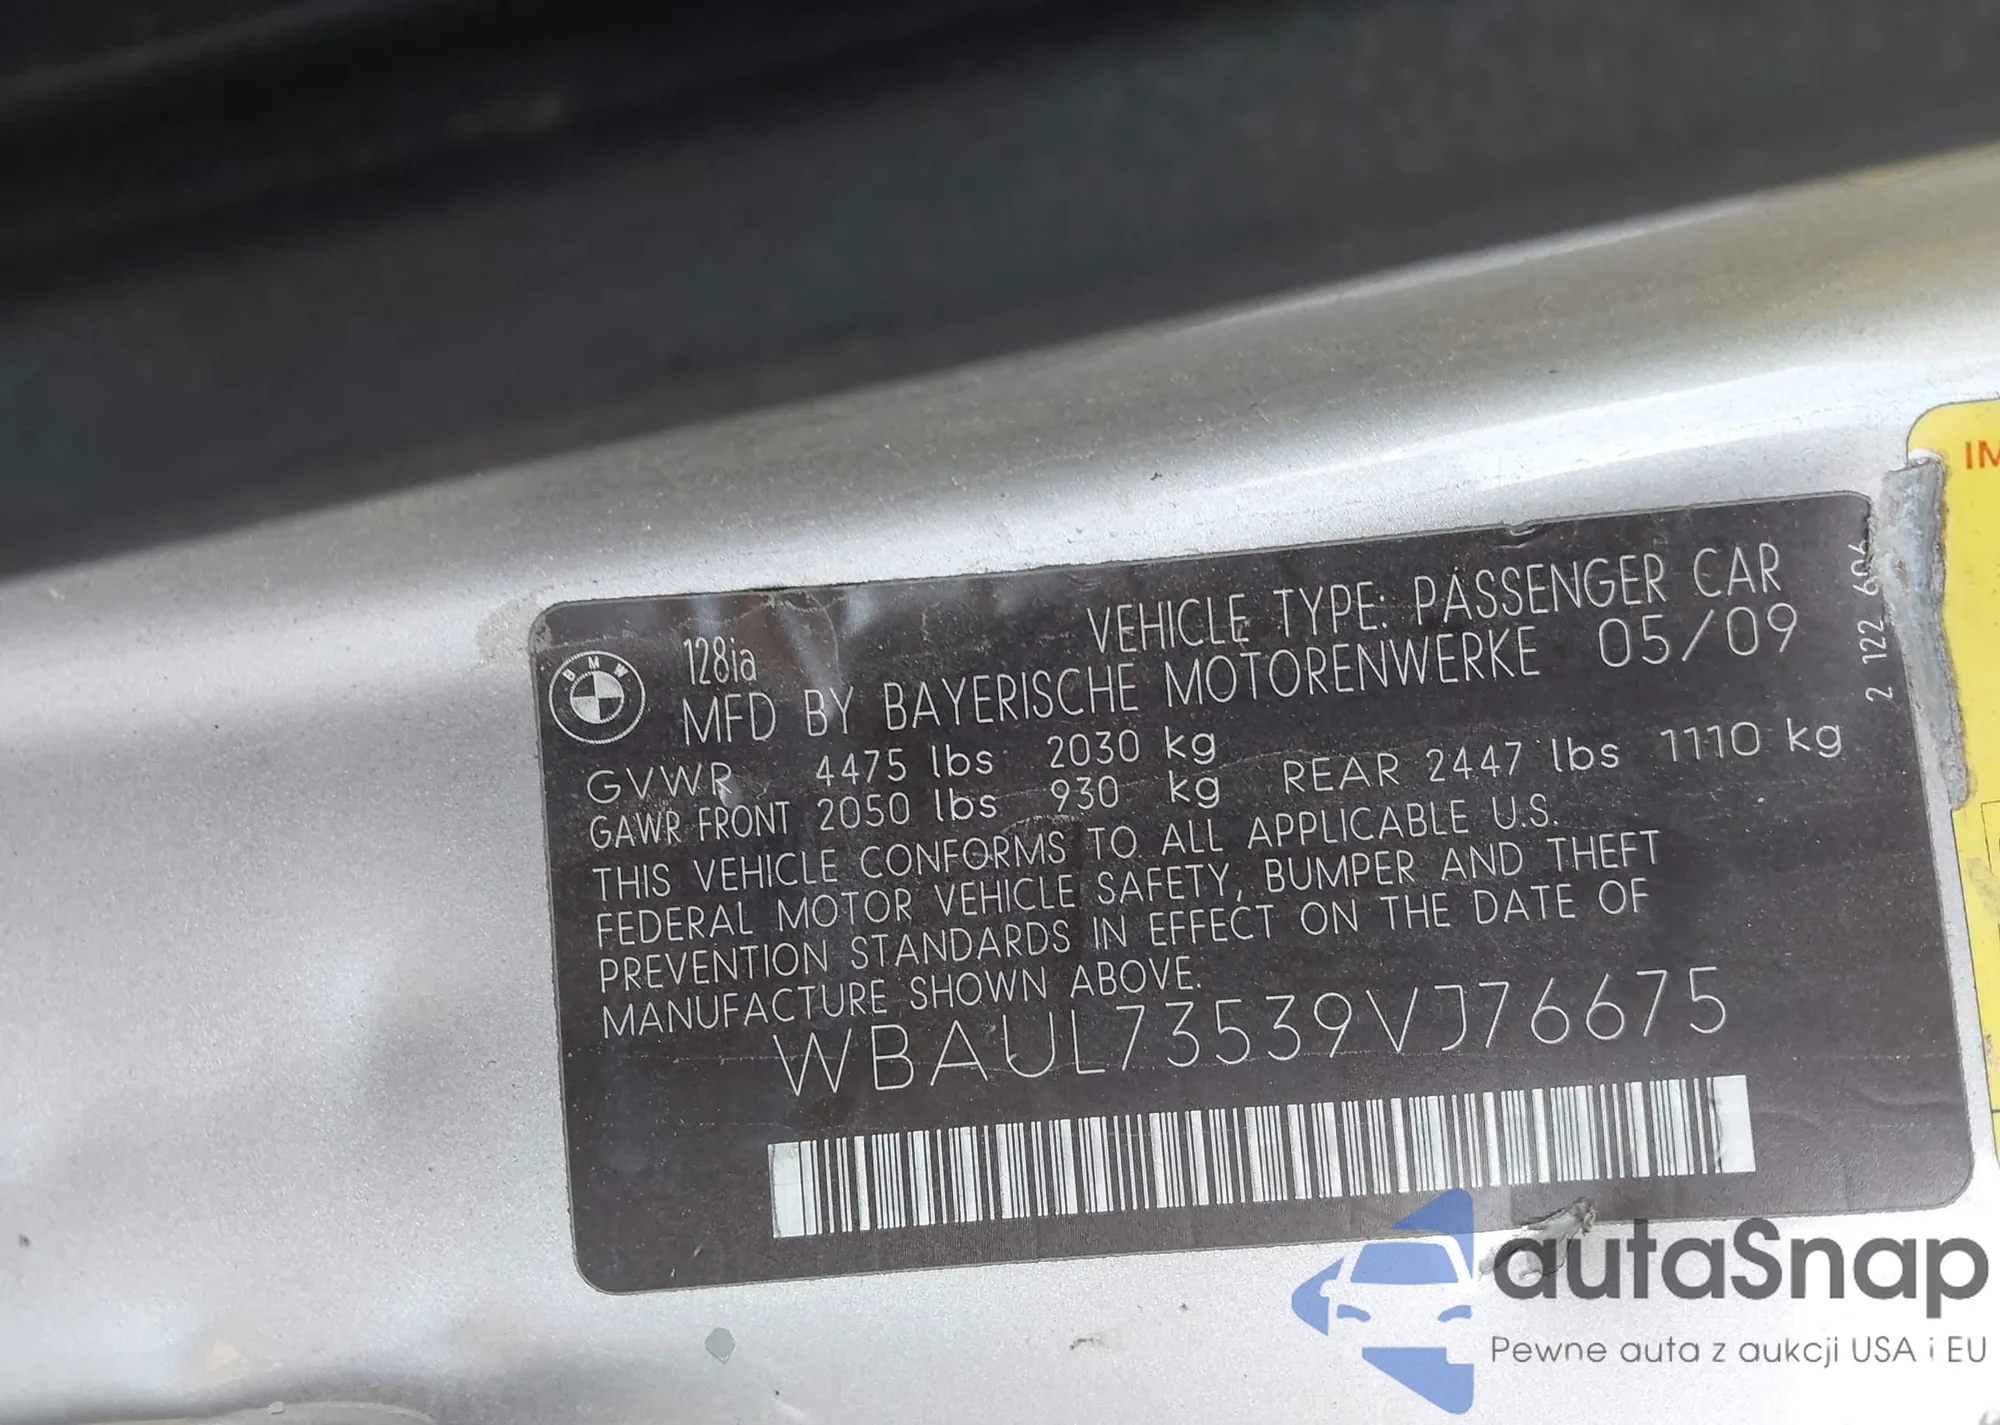 IM
VEHICLE TYPE: PASSENGER CAR
BMW
128ia
MFD BY BAYERISCHE MOTORENWERKE 05/09
GVWR 4475 lbs 2030 kg
GAWR FRONT 2050 lbs 930 kg REAR 2447 lbs 1110 kg
THIS VEHICLE CONFORMS TO ALL APPLICABLE U.S.
FEDERAL MOTOR VEHICLE SAFETY, BUMPER AND THEFT
PREVENTION STANDARDS IN EFFECT ON THE DATE OF
MANUFACTURE SHOWN ABOVE.
WBAUL73539VJ76675
2 122 606
autaSnap
Pewne auta z aukcji USA i EU